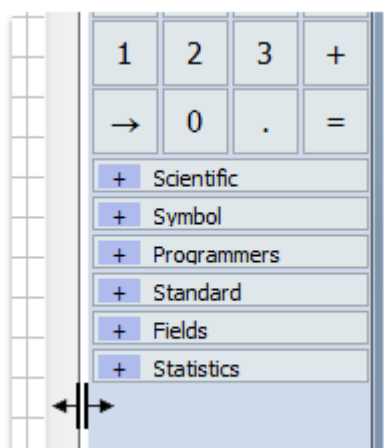 1 2 3 +
→ 0 . =
+ Scientific
+ Symbol
+ Programmers
+ Standard
+ Fields
+ Statistics